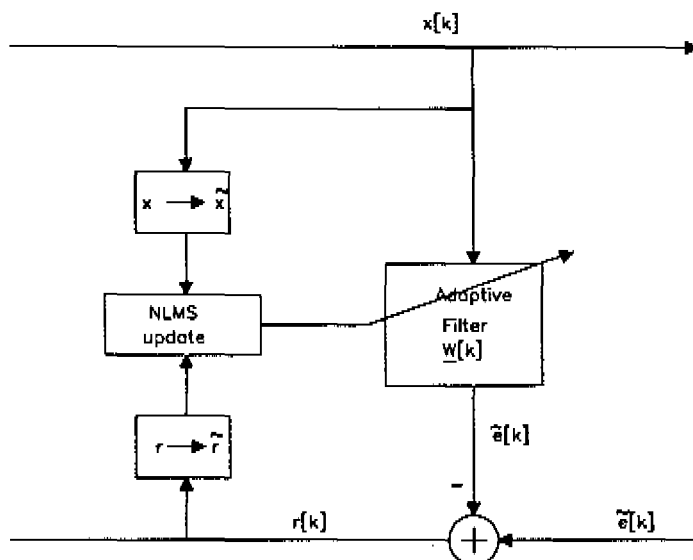 x[k]
x → x̃
NLMS
update
Adaptive
Filter
W[k]
r → r̃
ê[k]
-
r[k]
+
ẽ[k]